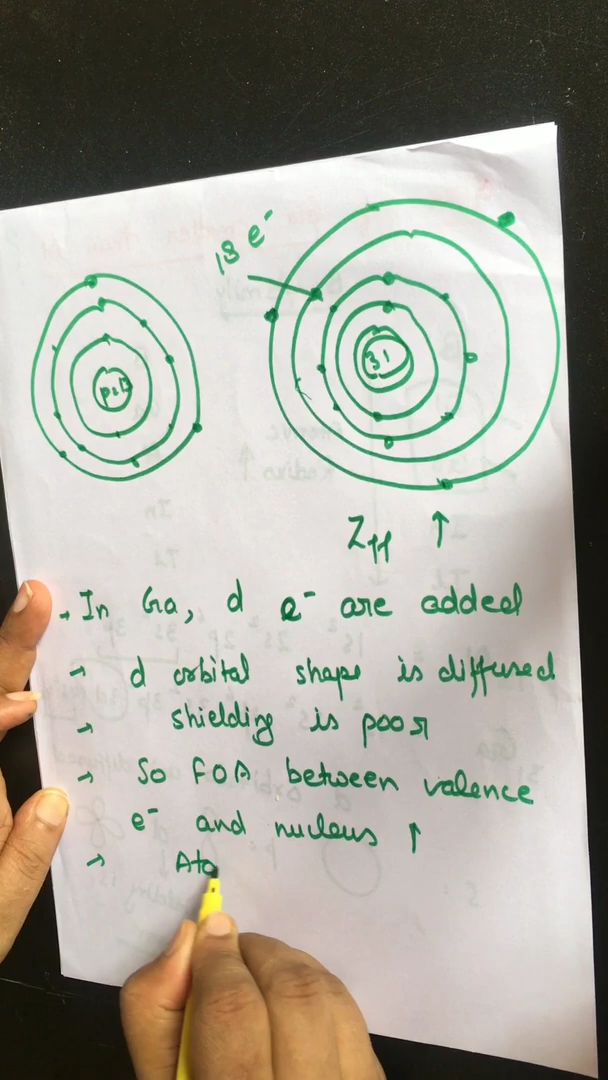 18 e⁻
31
Zeff ↑
→ In Ga, d e⁻ are added
→ d orbital shape is diffused
→ shielding is poor
→ So FOA between valence
e⁻ and nucleus ↑
→ Ato